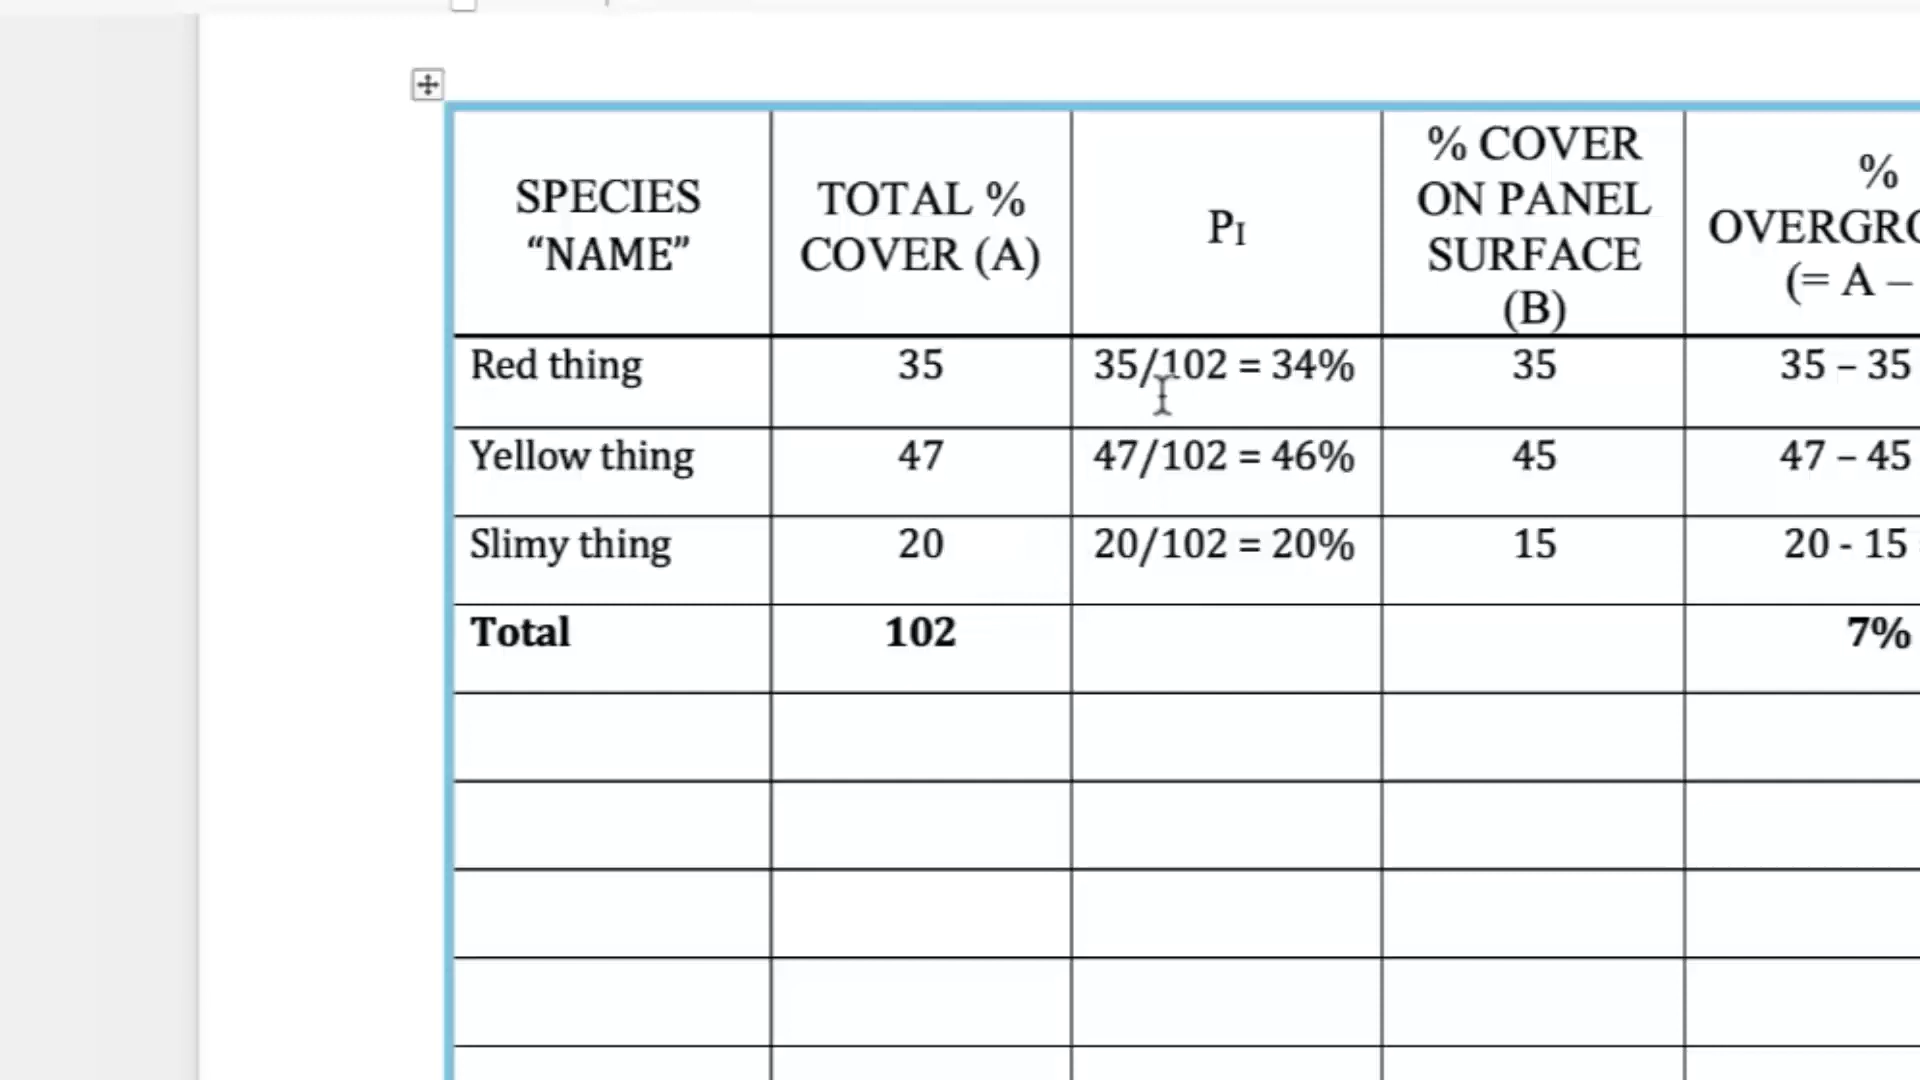 SPECIES
“NAME”
TOTAL %
COVER (A)
PI
% COVER
ON PANEL
SURFACE
(B)
%
(= A –
Red thing
35
35/102 = 34%
35
35 – 35
Yellow thing
47
47/102 = 46%
45
47 – 45
Slimy thing
20
20/102 = 20%
15
20 - 15
Total
102
7%